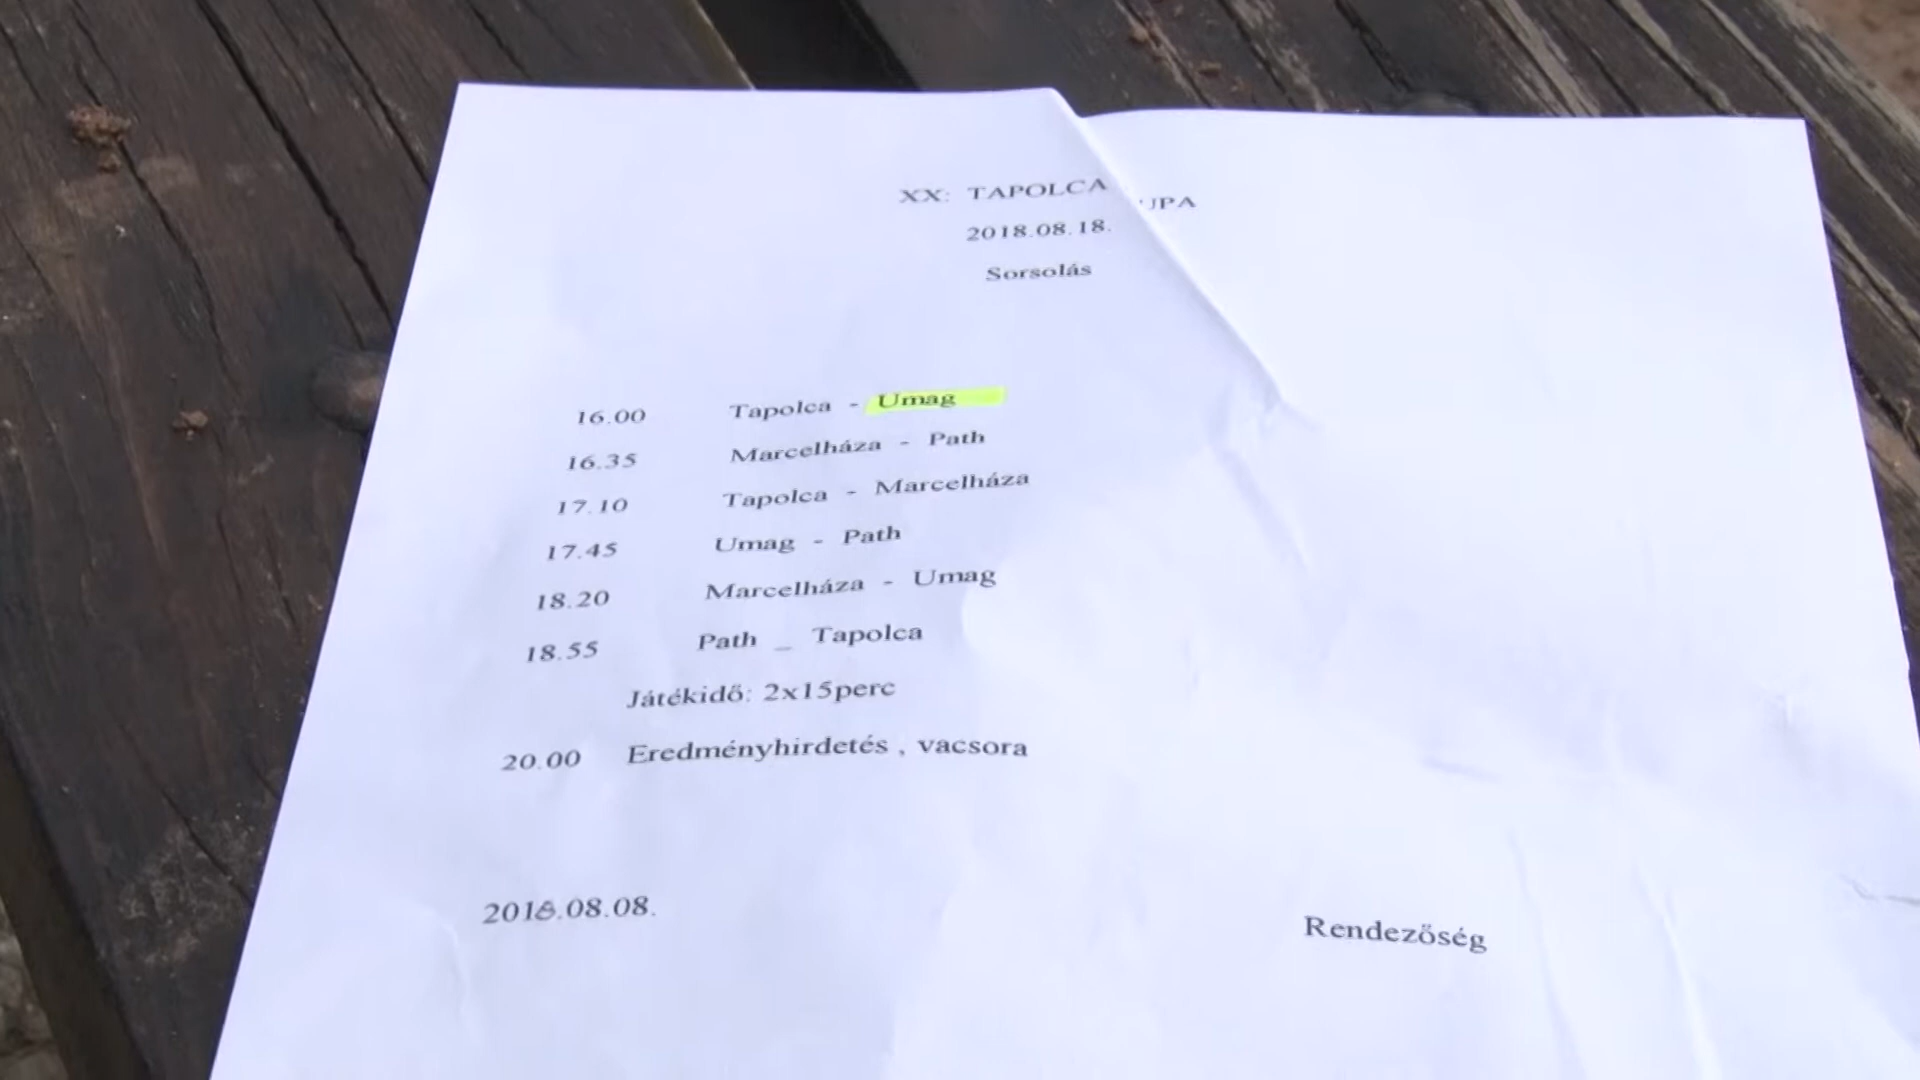 XX: TAPOLCA UPA
2018.08.18.
Sorsolás
16.00 Tapolca - Umag
16.35 Marcelháza - Path
17.10 Tapolca - Marcelháza
17.45 Umag - Path
18.20 Marcelháza - Umag
18.55 Path _ Tapolca
Játékidő: 2x15perc
20.00 Eredményhirdetés , vacsora
2018.08.08.
Rendezőség